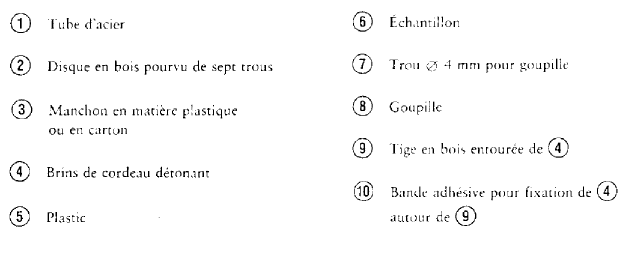 ① Tube d'acier
② Disque en bois pourvu de sept trous
③ Manchon en matière plastique
ou en carton
④ Brins de cordeau détonant
⑤ Plastic
⑥ Échantillon
⑦ Trou ∅ 4 mm pour goupille
⑧ Goupille
⑨ Tige en bois entourée de ④
⑩ Bande adhésive pour fixation de ④
autour de ⑨